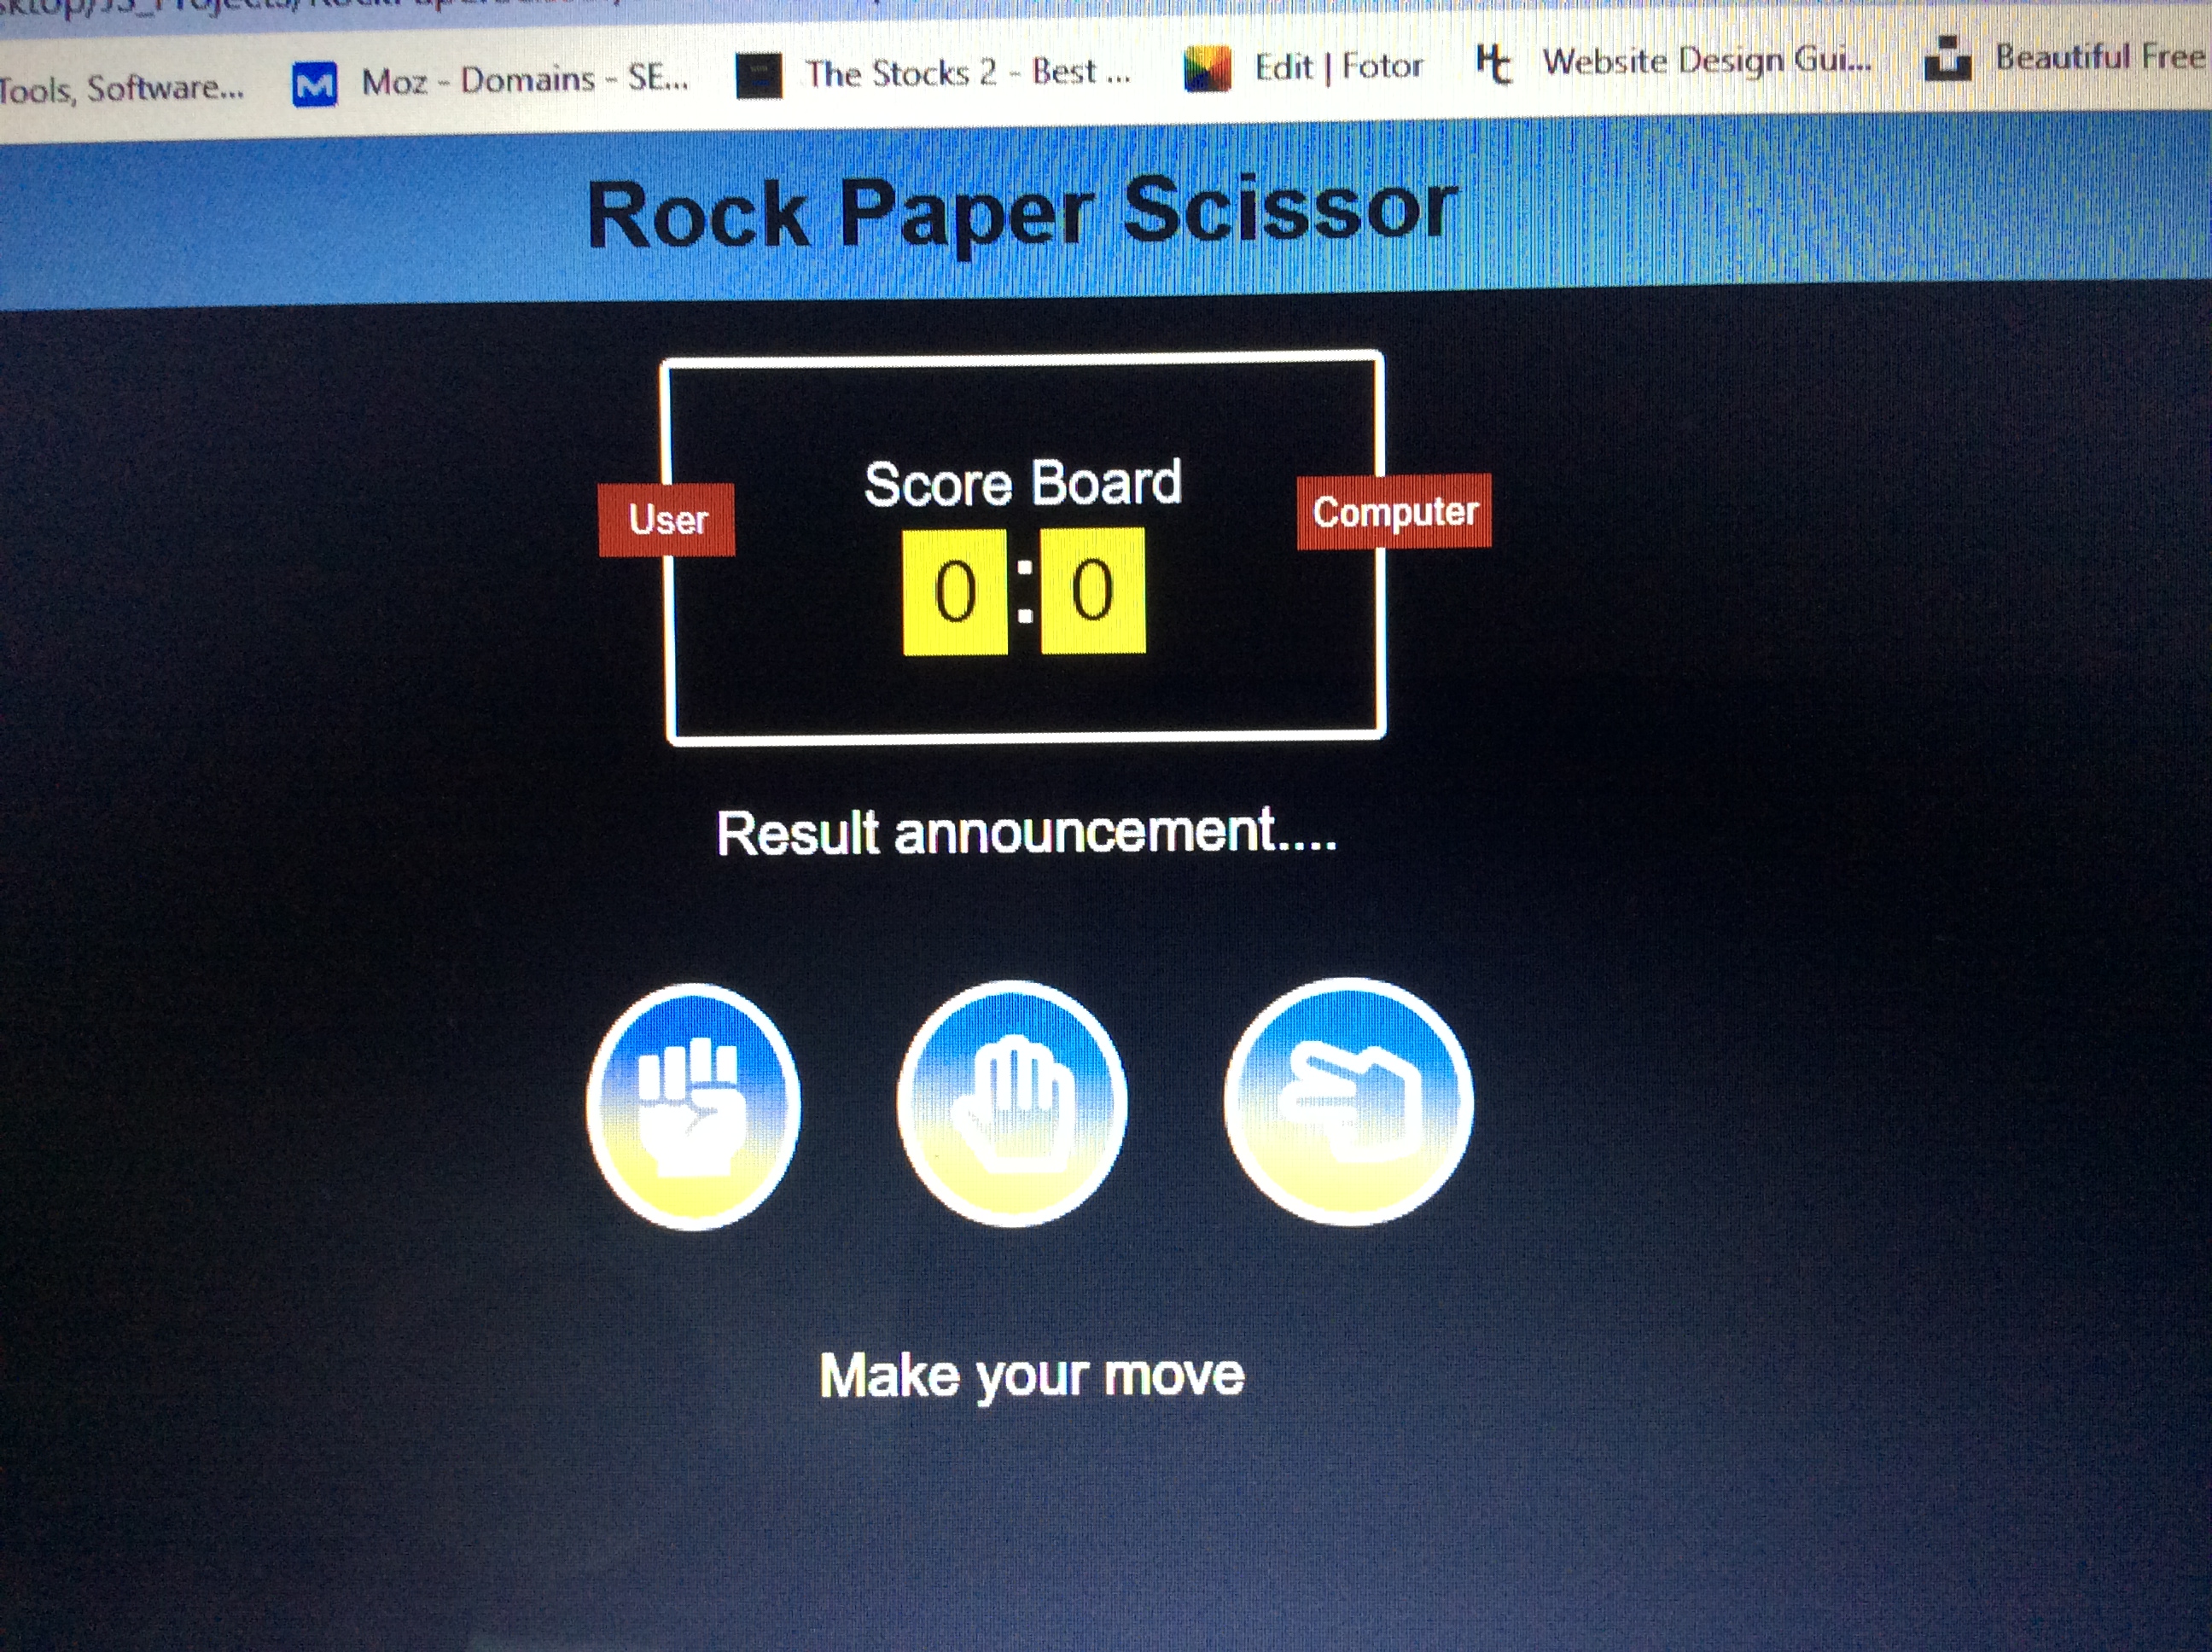 Tools, Software... Moz - Domains - SE... The Stocks 2 - Best ... Edit | Fotor Website Design Gui... Beautiful Free
Rock Paper Scissor
Score Board
User
Computer
0 : 0
Result announcement....
Make your move